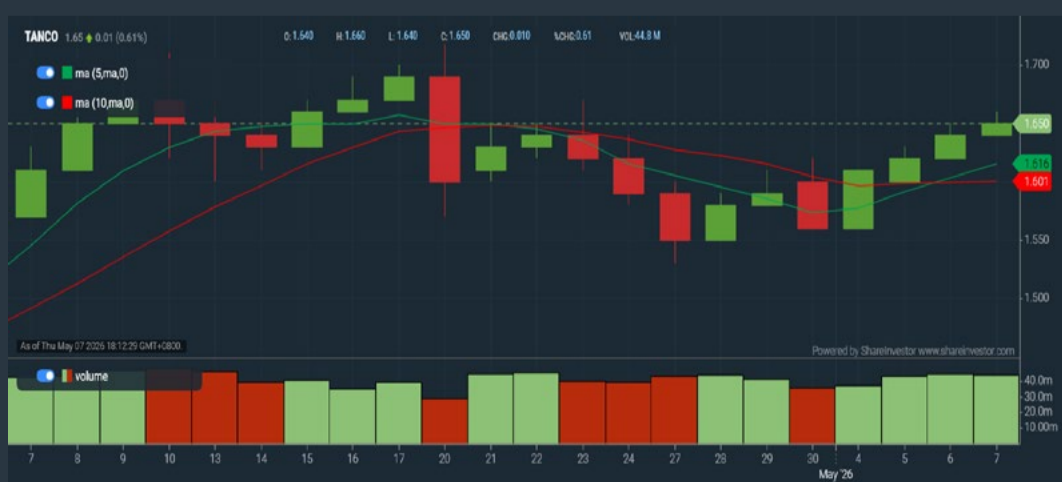 TANCO 1.65 0.01 (0.61%) O: 1.640 H: 1.660 L: 1.640 C: 1.650 CHG:0.010 %CHG:0.61 VOL:44.8 M
ma (5,ma,0)
ma (10,ma,0)
1.700
1.650
1.616
1.601
1.550
1.500
As of Thu May 07 2026 18:12:29 GMT+0800
Powered by ShareInvestor www.shareinvestor.com
volume
40.0m
30.0m
20.0m
10.00m
7 8 9 10 13 14 15 16 17 20 21 22 23 24 27 28 29 30 4 5 6 7
May '26